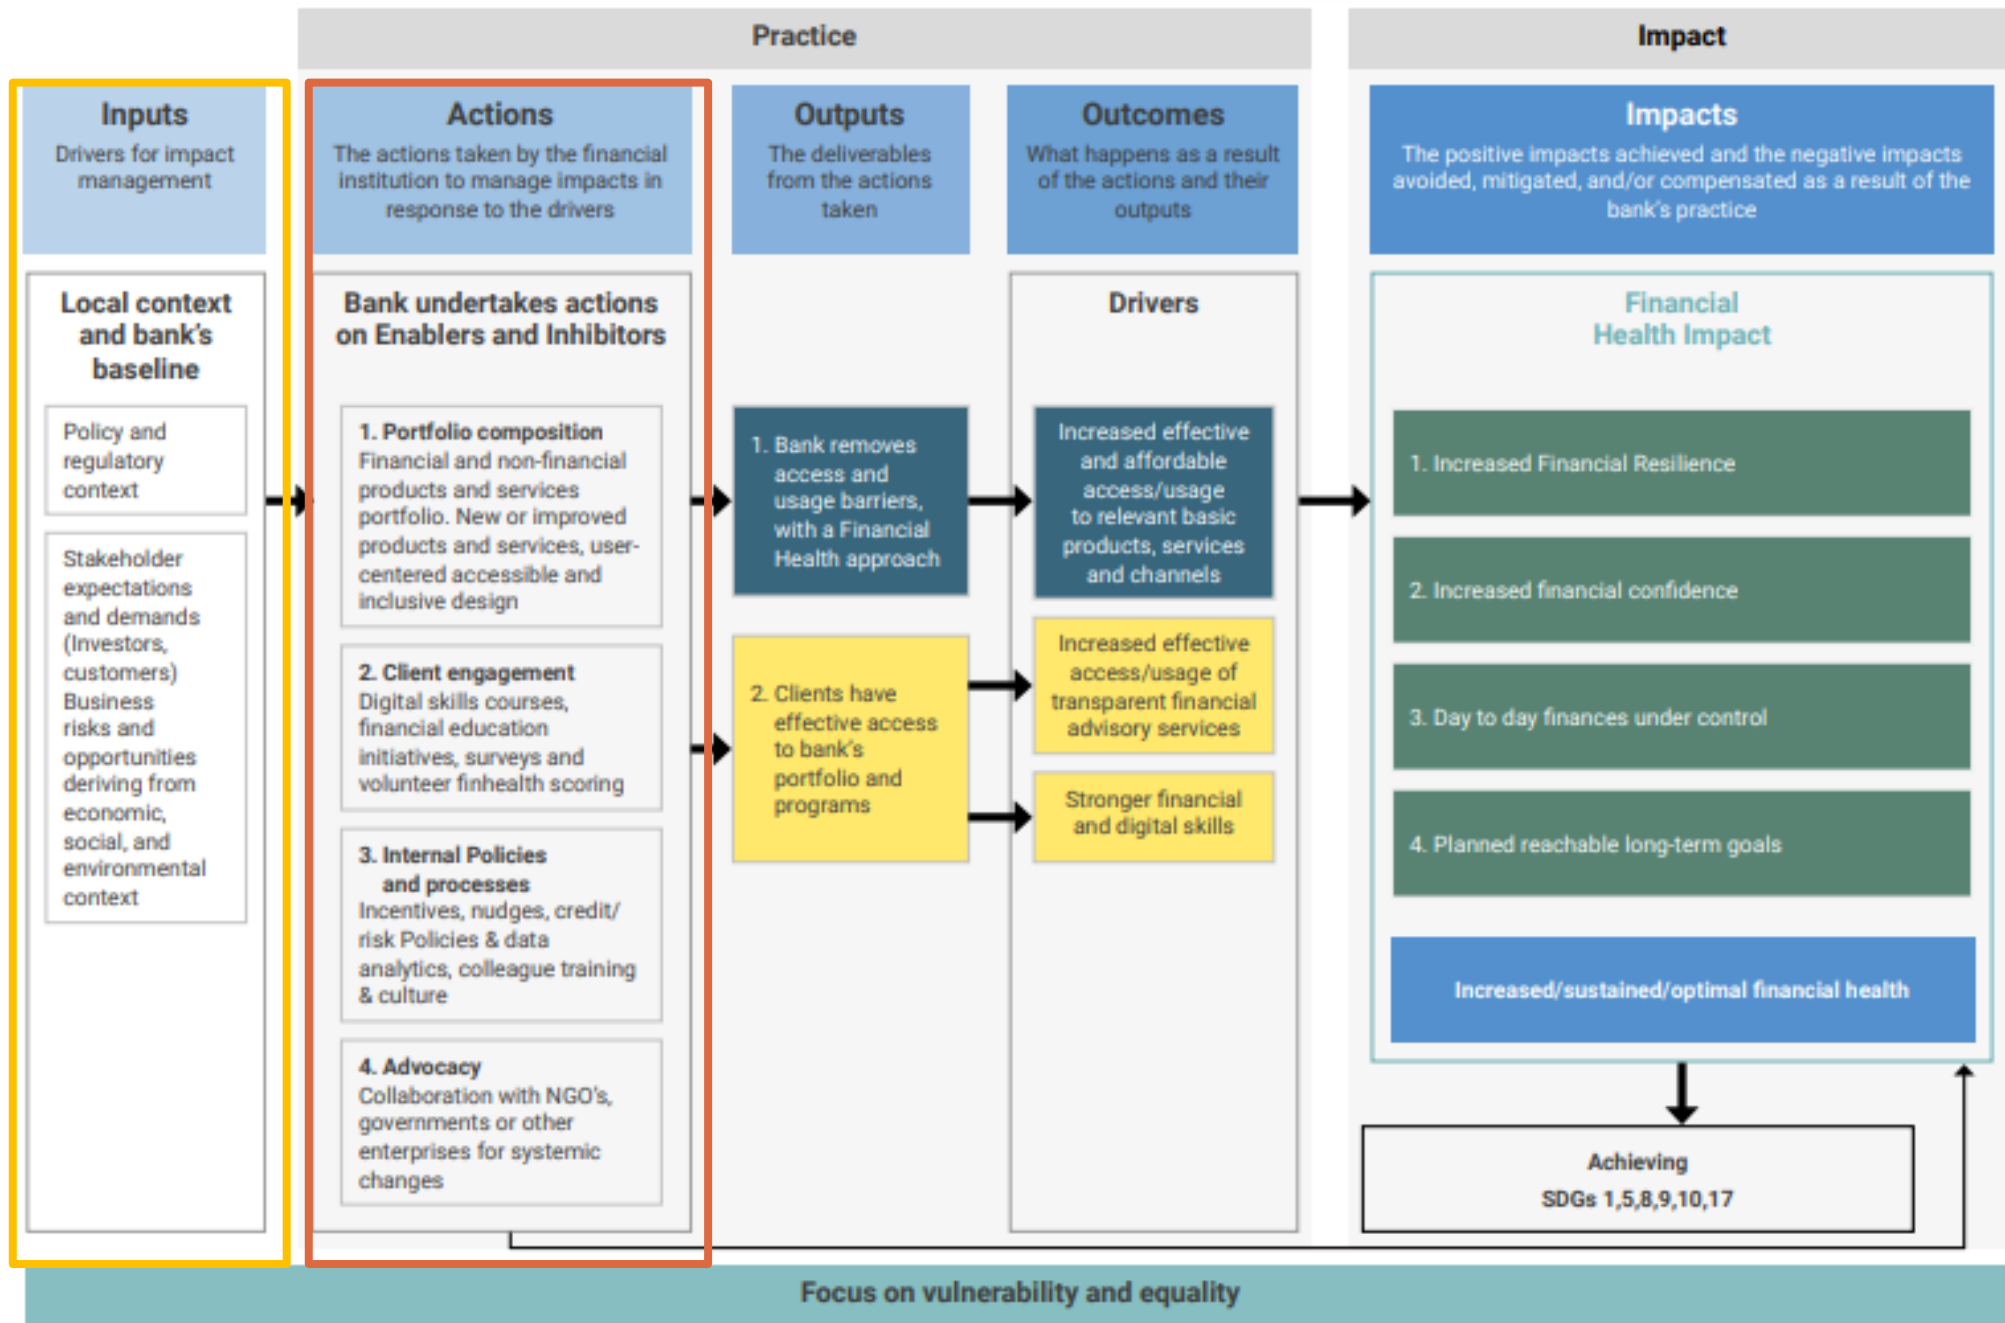 Practice
Impact
Inputs
Drivers for impact
management
Actions
The actions taken by the financial
institution to manage impacts in
response to the drivers
Outputs
The deliverables
from the actions
taken
Outcomes
What happens as a result
of the actions and their
outputs
Impacts
The positive impacts achieved and the negative impacts
avoided, mitigated, and/or compensated as a result of the
bank's practice
Local context
and bank's
baseline
Policy and
regulatory
context
Stakeholder
expectations
and demands
(Investors,
customers)
Business
risks and
opportunities
deriving from
economic,
social, and
environmental
context
Bank undertakes actions
on Enablers and Inhibitors
1. Portfolio composition
Financial and non-financial
products and services
portfolio. New or improved
products and services, user-
centered accessible and
inclusive design
2. Client engagement
Digital skills courses,
financial education
initiatives, surveys and
volunteer finhealth scoring
3. Internal Policies
and processes
Incentives, nudges, credit/
risk Policies & data
analytics, colleague training
& culture
4. Advocacy
Collaboration with NGO's,
governments or other
enterprises for systemic
changes
1. Bank removes
access and
usage barriers,
with a Financial
Health approach
2. Clients have
effective access
to bank's
portfolio and
programs
Drivers
Increased effective
and affordable
access/usage
to relevant basic
products, services
and channels
Increased effective
access/usage of
transparent financial
advisory services
Stronger financial
and digital skills
Financial
Health Impact
1. Increased Financial Resilience
2. Increased financial confidence
3. Day to day finances under control
4. Planned reachable long-term goals
Increased/sustained/optimal financial health
Achieving
SDGs 1,5,8,9,10,17
Focus on vulnerability and equality